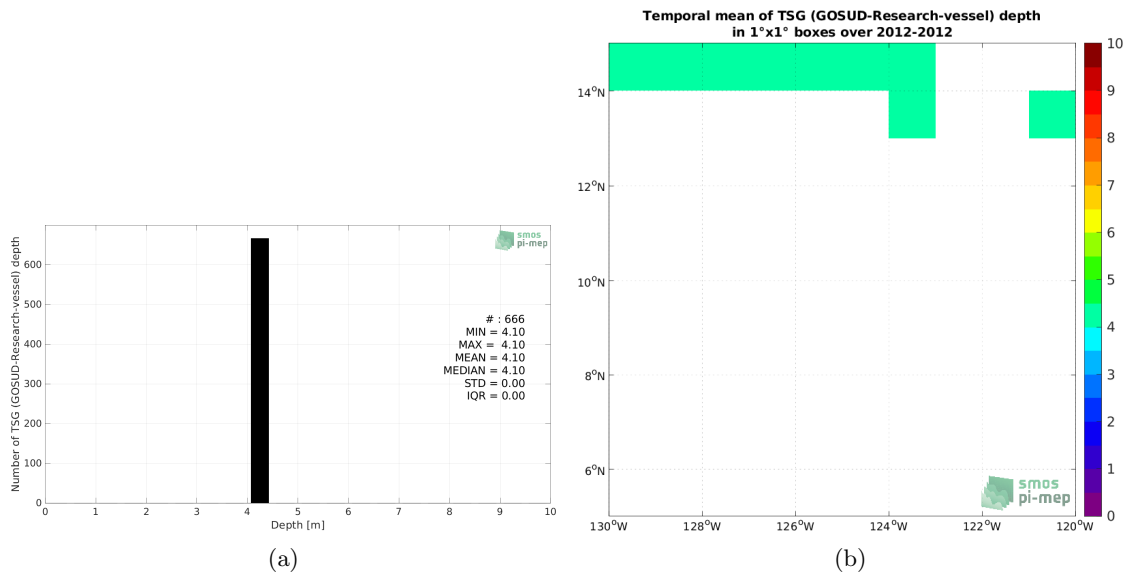 Number of TSG (GOSUD-Research-vessel) depth
600
500
400
300
200
100
0
smos
pi-mep
# : 666
MIN = 4.10
MAX = 4.10
MEAN = 4.10
MEDIAN = 4.10
STD = 0.00
IQR = 0.00
0 1 2 3 4 5 6 7 8 9 10
Depth [m]
(a)
Temporal mean of TSG (GOSUD-Research-vessel) depth
in 1°x1° boxes over 2012-2012
14°N
12°N
10°N
8°N
6°N
130°W 128°W 126°W 124°W 122°W 120°W
smos
pi-mep
10
9
8
7
6
5
4
3
2
1
0
(b)